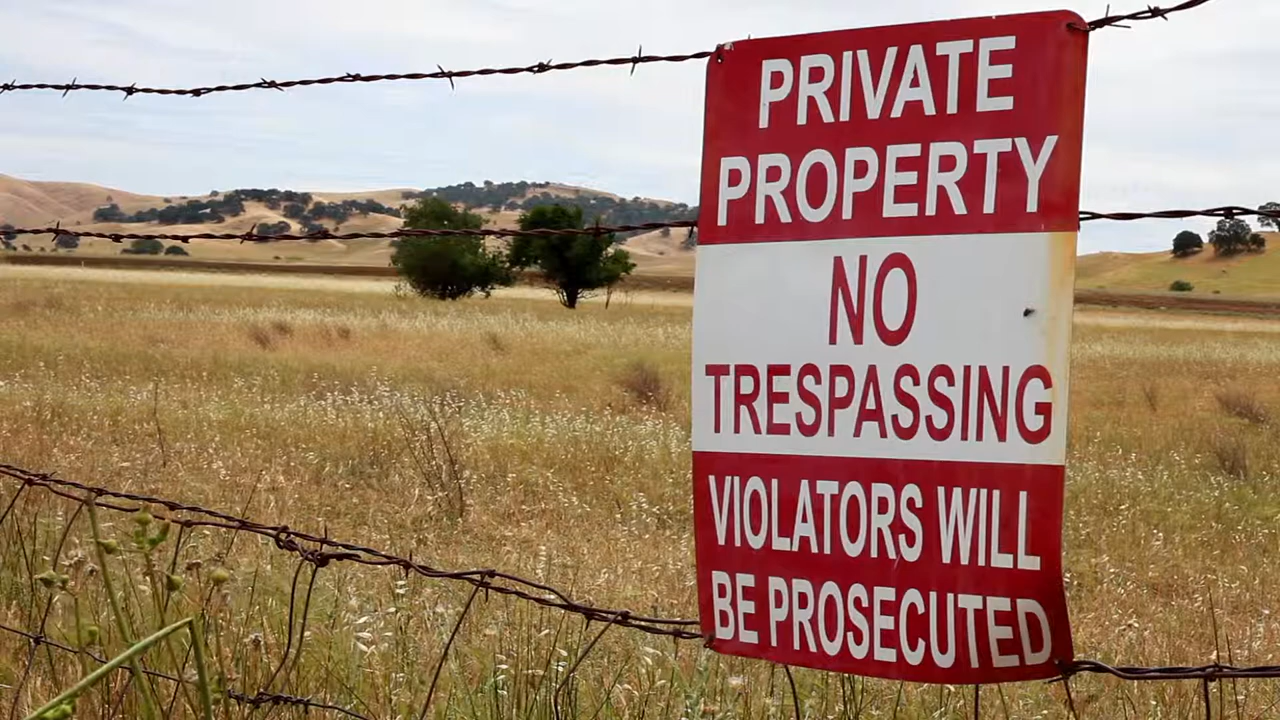 PRIVATE
PROPERTY
NO
TRESPASSING
VIOLATORS WILL
BE PROSECUTED